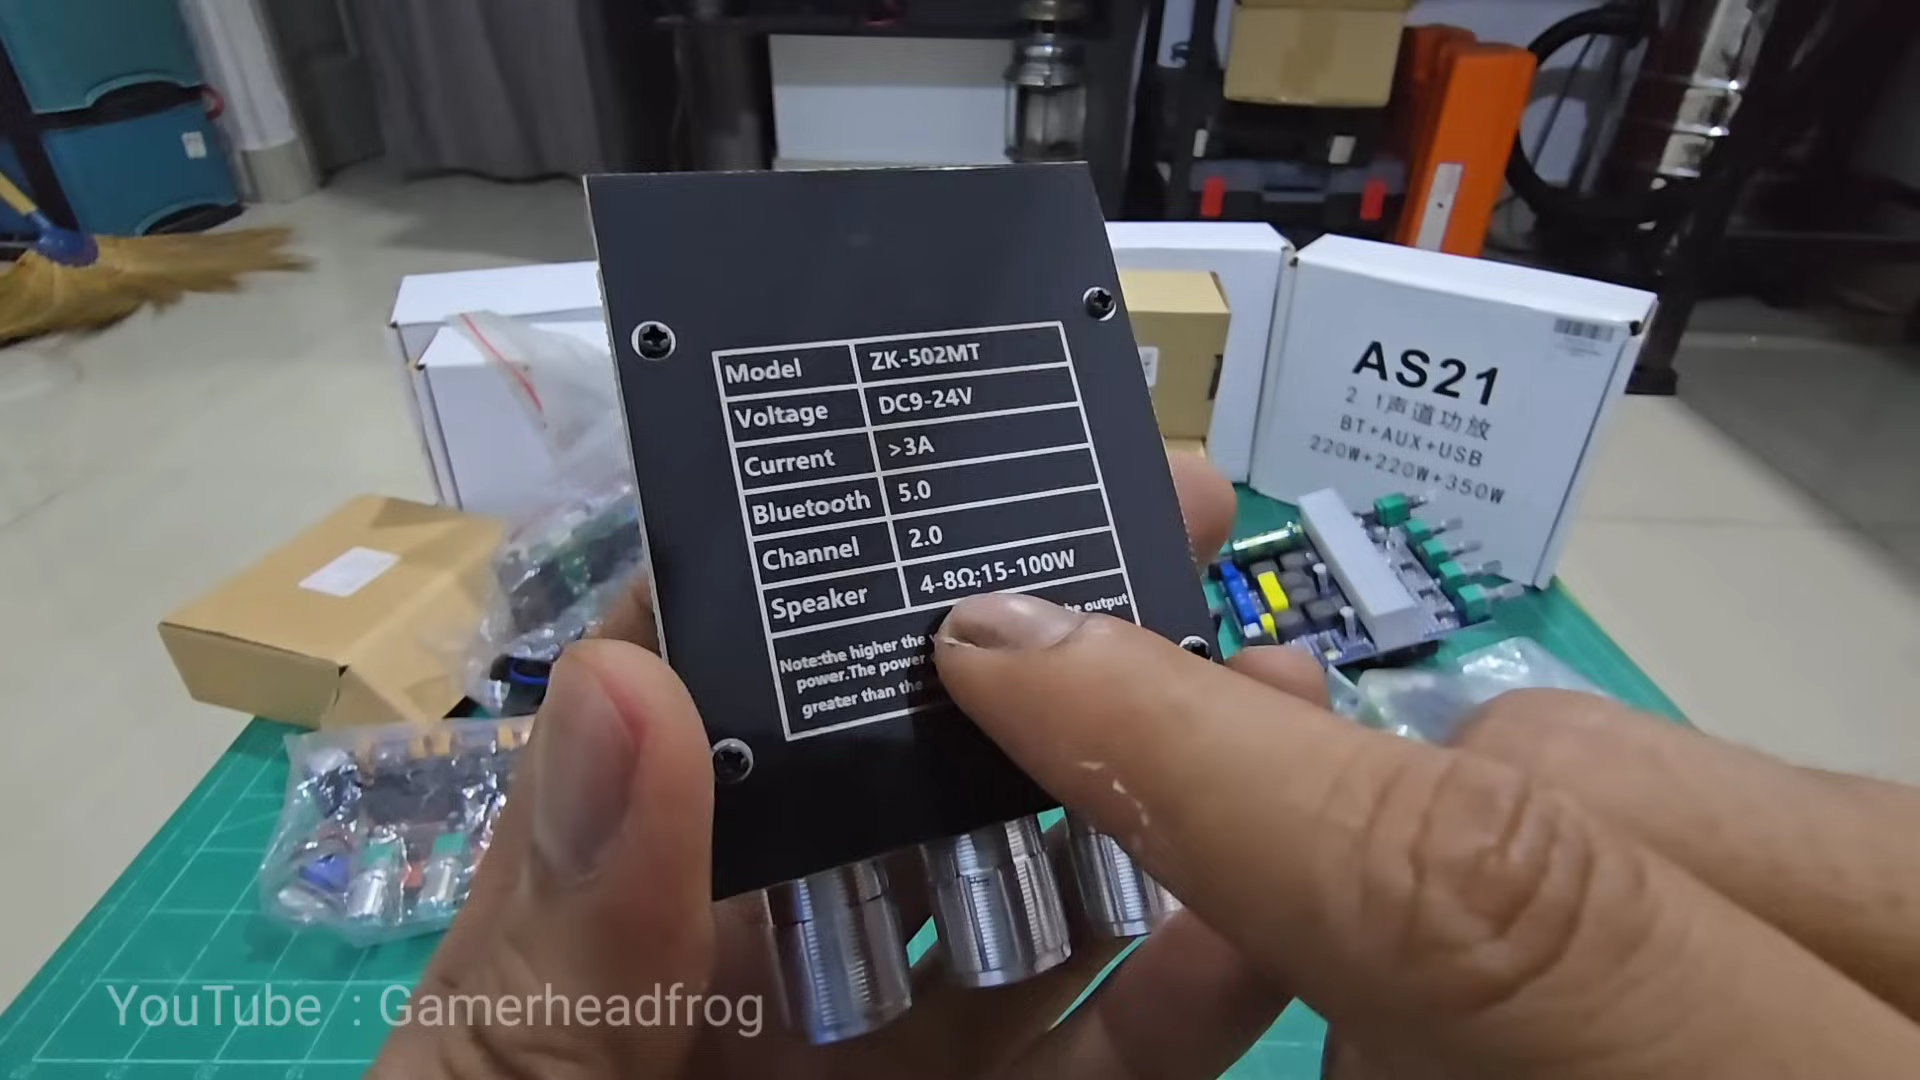 Model ZK-502MT
Voltage DC9-24V
Current >3A
Bluetooth 5.0
Channel 2.0
Speaker 4-8Ω;15-100W
Note:the higher the output
power.The power
greater than the
AS21
2.1声道功放
BT+AUX+USB
220W+220W+350W
YouTube : Gamerheadfrog